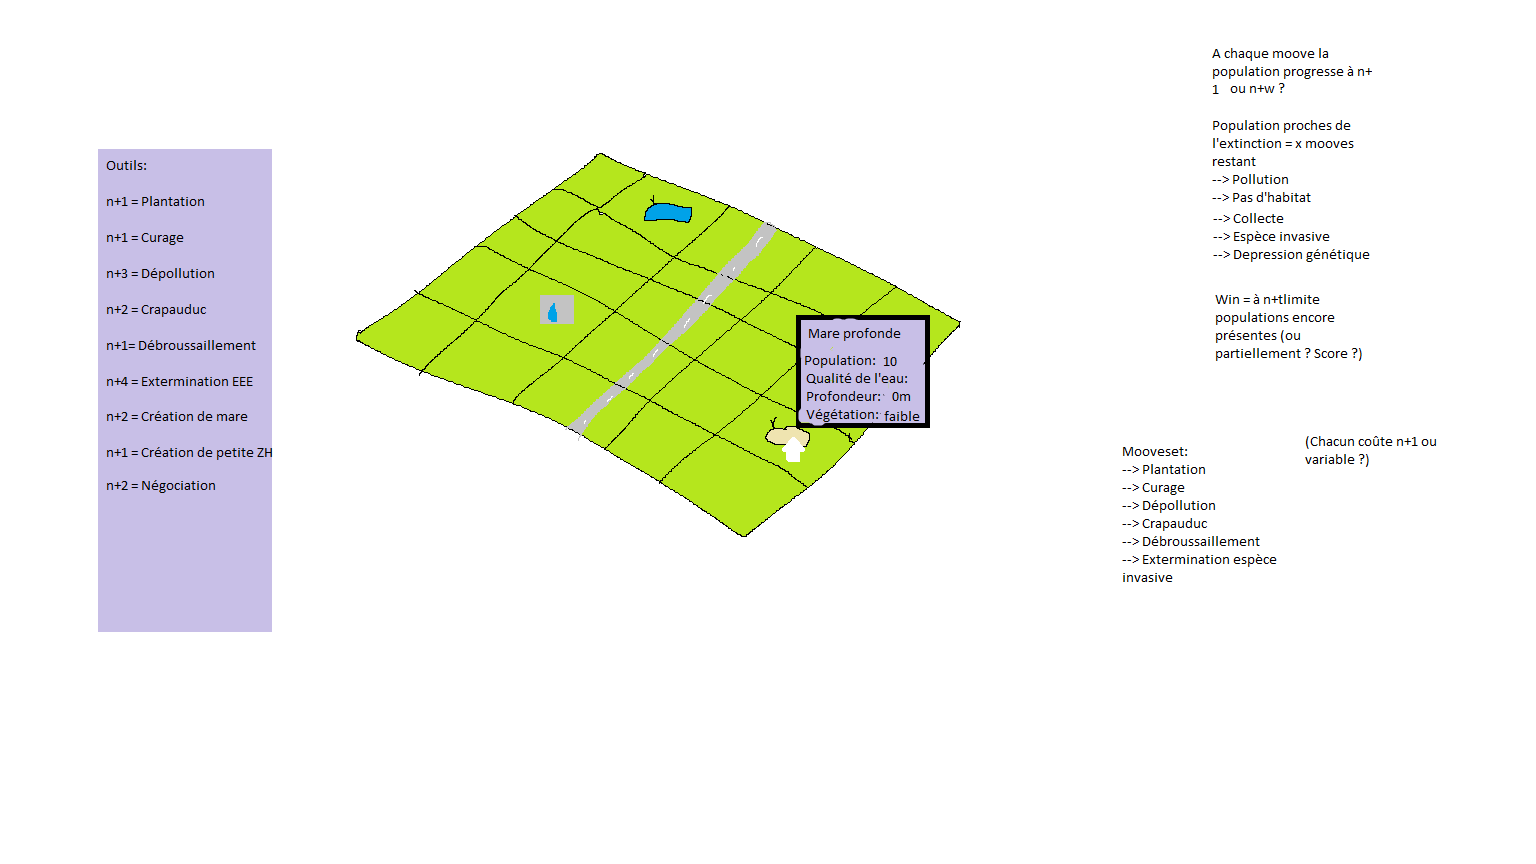 Outils:
n+1 = Plantation
n+1 = Curage
n+3 = Dépollution
n+2 = Crapauduc
n+1= Débroussaillement
n+4 = Extermination EEE
n+2 = Création de mare
n+1 = Création de petite ZH
n+2 = Négociation
Mare profonde
Population: 10
Qualité de l'eau:
Profondeur: 0m
Végétation: faible
A chaque moove la
population progresse à n+
1 ou n+w ?
Population proches de
l'extinction = x mooves
restant
--> Pollution
--> Pas d'habitat
--> Collecte
--> Espèce invasive
--> Depression génétique
Win = à n+tlimite
populations encore
présentes (ou
partiellement ? Score ?)
Mooveset:
--> Plantation
--> Curage
--> Dépollution
--> Crapauduc
--> Débroussaillement
--> Extermination espèce
invasive
(Chacun coûte n+1 ou
variable ?)